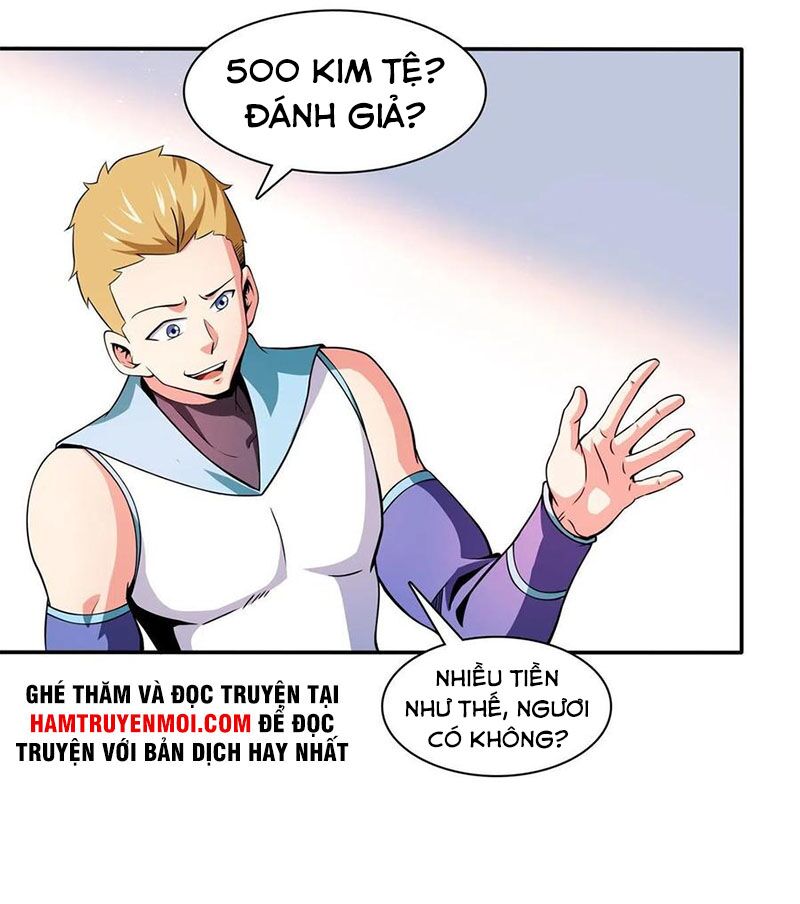 500 KIM TỆ?
ĐÁNH GIẢ?
NHIỀU TIỀN
NHƯ THẾ, NGƯƠI
CÓ KHÔNG?
GHÉ THĂM VÀ ĐỌC TRUYỆN TẠI
HAMTRUYENMOI.COM ĐỂ ĐỌC
TRUYỆN VỚI BẢN DỊCH HAY NHẤT